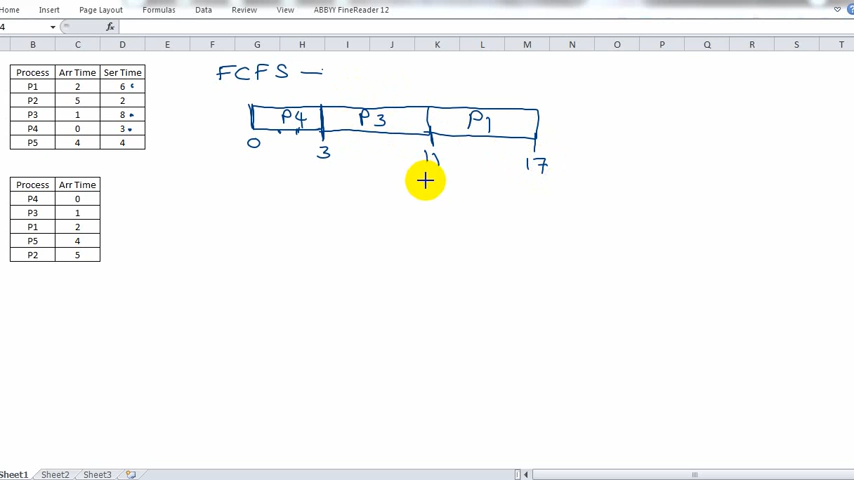 Home Insert Page Layout Formulas Data Review View ABBYY FineReader 12
4 fx
B C D E F G H I J K L M N O P Q R S T
Process Arr Time Ser Time
P1 2 6
P2 5 2
P3 1 8
P4 0 3
P5 4 4
FCFS —
P4 P3 P1
0 3 11 17
Process Arr Time
P4 0
P3 1
P1 2
P5 4
P2 5
Sheet1 Sheet2 Sheet3